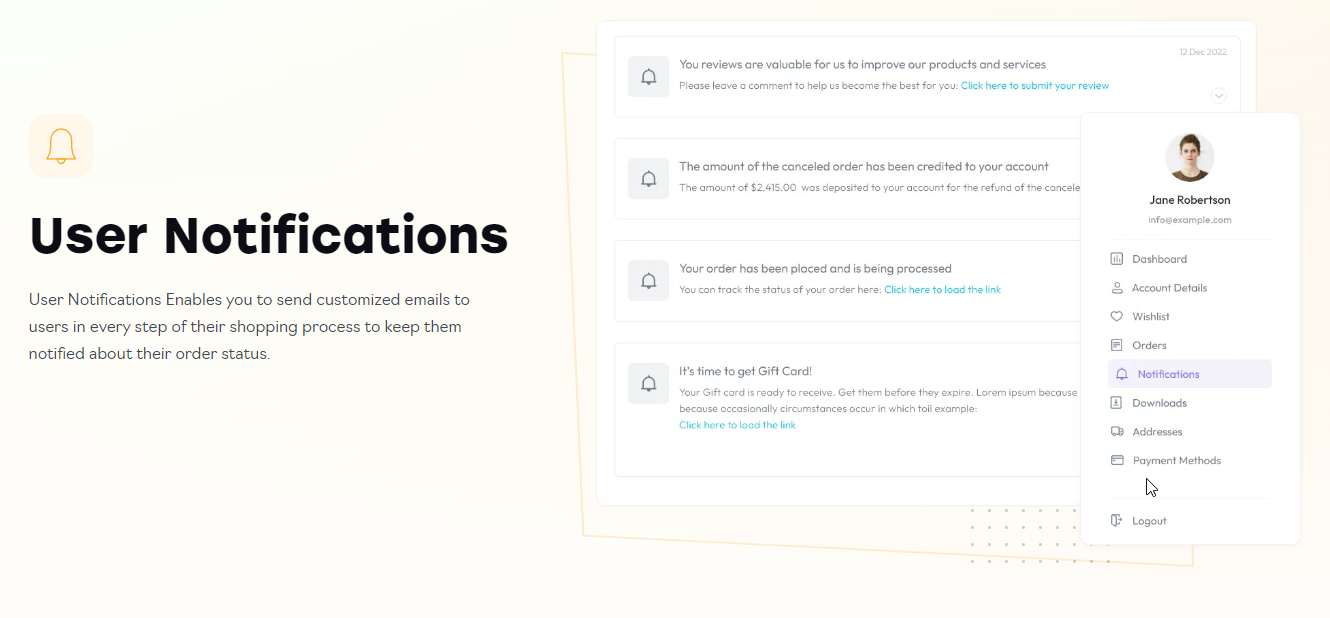 User Notifications
User Notifications Enables you to send customized emails to
users in every step of their shopping process to keep them
notified about their order status.
12 Dec 2022
You reviews are valuable for us to improve our products and services
Please leave a comment to help us become the best for you: Click here to submit your review
The amount of the canceled order has been credited to your account
The amount of $2,415.00 was deposited to your account for the refund of the cancele
Your order has been placed and is being processed
You can track the status of your order here: Click here to load the link
It's time to get Gift Card!
Your Gift card is ready to receive. Get them before they expire. Lorem ipsum because
because occasionally circumstances occur in which toil example:
Click here to load the link
Jane Robertson
info@example.com
Dashboard
Account Details
Wishlist
Orders
Notifications
Downloads
Addresses
Payment Methods
Logout